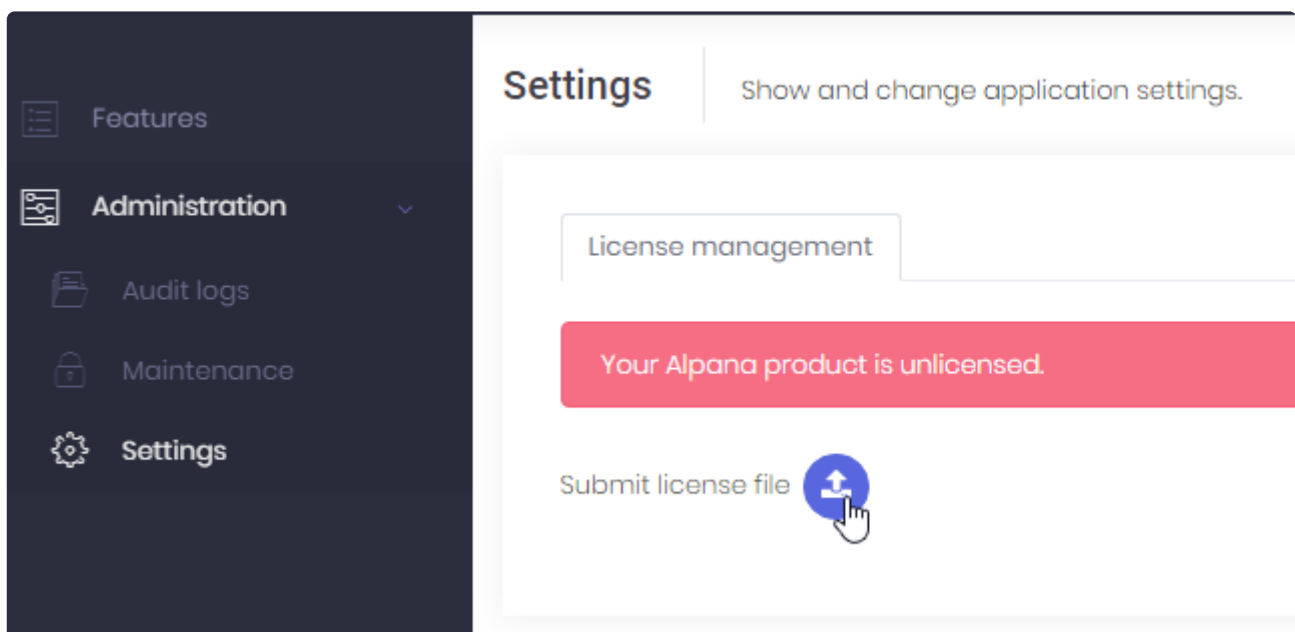 Features
Administration
Audit logs
Maintenance
Settings
Settings
Show and change application settings.
License management
Your Alpana product is unlicensed.
Submit license file